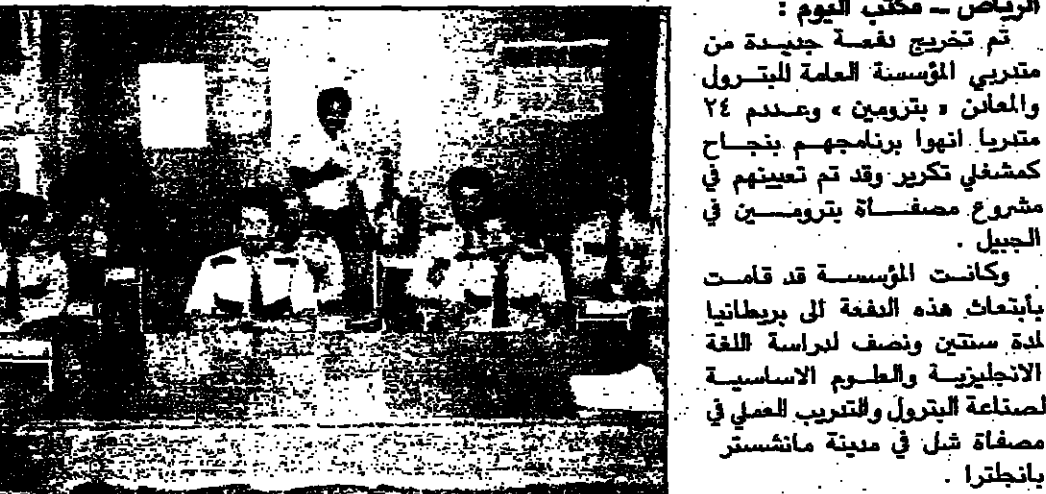 الرياض ــ مكتب اليوم :
تم تخريج دفعة جديدة من
متدربي المؤسسة العامة للبترول
والمعادن « بترومين » وعددهم ٢٤
متدربا انهوا برنامجهم بنجاح
كمشغلي تكرير وقد تم تعيينهم في
مشروع مصفاة بترومين في
الجبيل .
وكانت المؤسسة قد قامت
بأبتعاث هذه الدفعة الى بريطانيا
لمدة سنتين ونصف لدراسة اللغة
الانجليزية والعلوم الاساسية
لصناعة البترول والتدريب العملي في
مصفاة شل في مدينة مانشستر
بانجلترا .